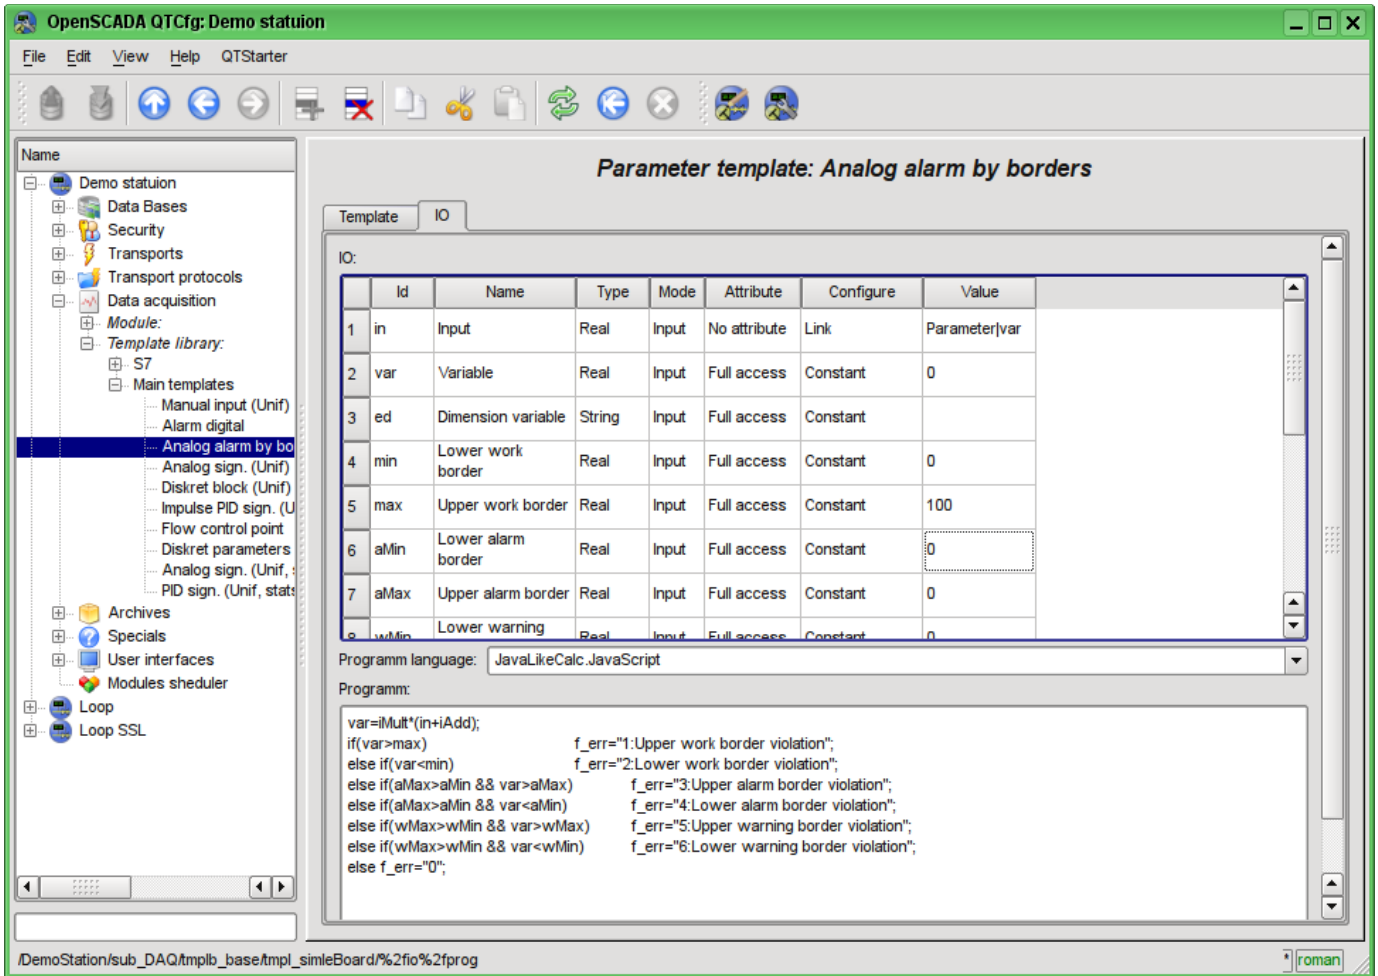 OpenSCADA QTCfg: Demo statuion
File Edit View Help QTStarter
Name
Demo statuion
Data Bases
Security
Transports
Transport protocols
Data acquisition
Module:
Template library:
S7
Main templates
Manual input (Unif)
Alarm digital
Analog alarm by bo
Analog sign. (Unif)
Diskret block (Unif)
Impulse PID sign. (U
Flow control point
Diskret parameters
Analog sign. (Unif, s
PID sign. (Unif, stats
Archives
Specials
User interfaces
Modules sheduler
Loop
Loop SSL
Parameter template: Analog alarm by borders
Template IO
IO:
Id Name Type Mode Attribute Configure Value
1 in Input Real Input No attribute Link Parameter|var
2 var Variable Real Input Full access Constant 0
3 ed Dimension variable String Input Full access Constant
4 min Lower work border Real Input Full access Constant 0
5 max Upper work border Real Input Full access Constant 100
6 aMin Lower alarm border Real Input Full access Constant 0
7 aMax Upper alarm border Real Input Full access Constant 0
8 wMin Lower warning Real Input Full access Constant 0
Programm language: JavaLikeCalc.JavaScript
Programm:
var=iMult*(in+iAdd);
if(var>max) f_err="1:Upper work border violation";
else if(var<min) f_err="2:Lower work border violation";
else if(aMax>aMin && var>aMax) f_err="3:Upper alarm border violation";
else if(aMax>aMin && var<aMin) f_err="4:Lower alarm border violation";
else if(wMax>wMin && var>wMax) f_err="5:Upper warning border violation";
else if(wMax>wMin && var<wMin) f_err="6:Lower warning border violation";
else f_err="0";
/DemoStation/sub_DAQ/tmplb_base/tmpl_simleBoard/%2fio%2fprog
* roman